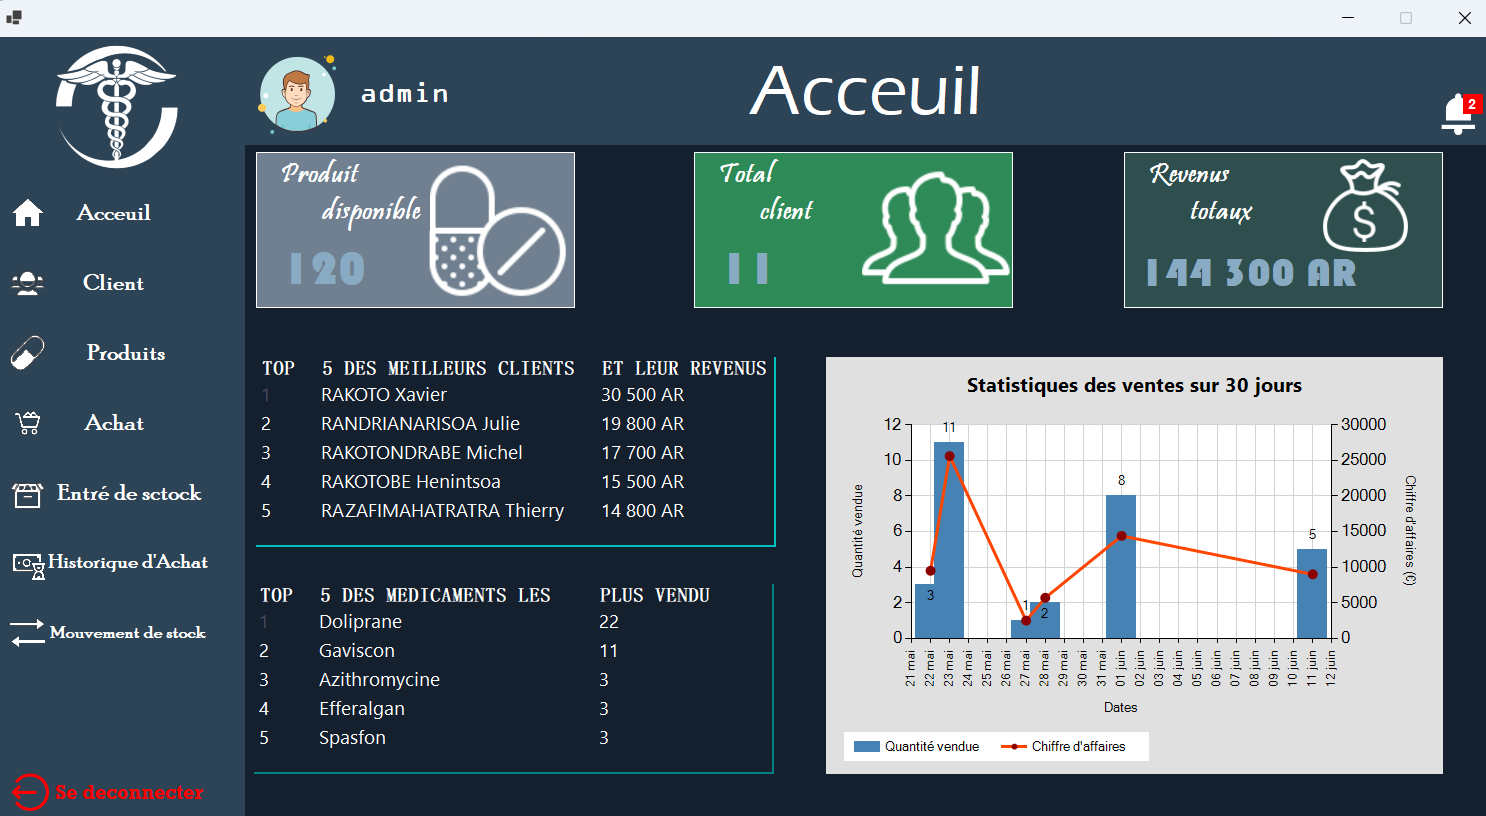 admin
Acceuil
2
Acceuil
Client
Produits
Achat
Entré de sctock
Historique d'Achat
Mouvement de stock
Se deconnecter
Produit
disponible
120
Total
client
11
Revenus
totaux
$
144 300 AR
TOP 5 DES MEILLEURS CLIENTS ET LEUR REVENUS
1 RAKOTO Xavier 30 500 AR
2 RANDRIANARISOA Julie 19 800 AR
3 RAKOTONDRABE Michel 17 700 AR
4 RAKOTOBE Henintsoa 15 500 AR
5 RAZAFIMAHATRATRA Thierry 14 800 AR
TOP 5 DES MEDICAMENTS LES PLUS VENDU
1 Doliprane 22
2 Gaviscon 11
3 Azithromycine 3
4 Efferalgan 3
5 Spasfon 3
Statistiques des ventes sur 30 jours
Quantité vendue
12
10
8
6
4
2
0
3
11
1
2
8
5
30000
25000
20000
15000
10000
5000
0
Chiffre d'affaires (€)
21 mai
22 mai
23 mai
24 mai
25 mai
26 mai
27 mai
28 mai
29 mai
30 mai
31 mai
01 juin
02 juin
03 juin
04 juin
05 juin
06 juin
07 juin
08 juin
09 juin
10 juin
11 juin
12 juin
Dates
Quantité vendue
Chiffre d'affaires